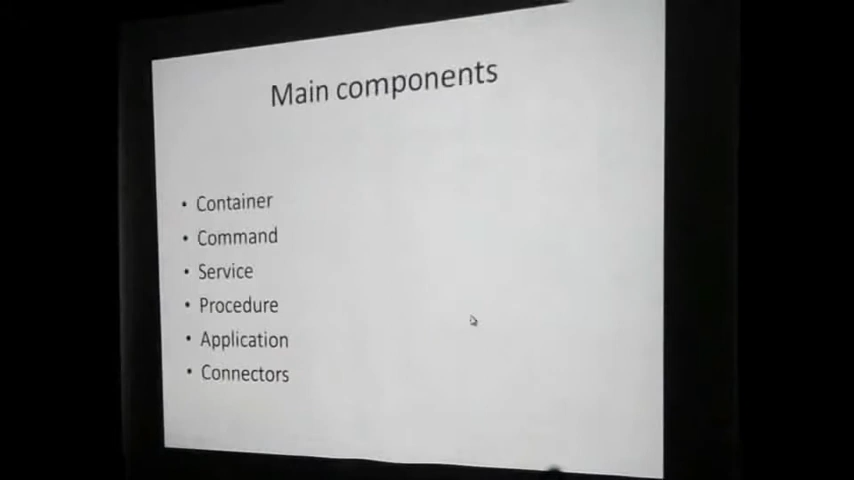 Main components
• Container
• Command
• Service
• Procedure
• Application
• Connectors